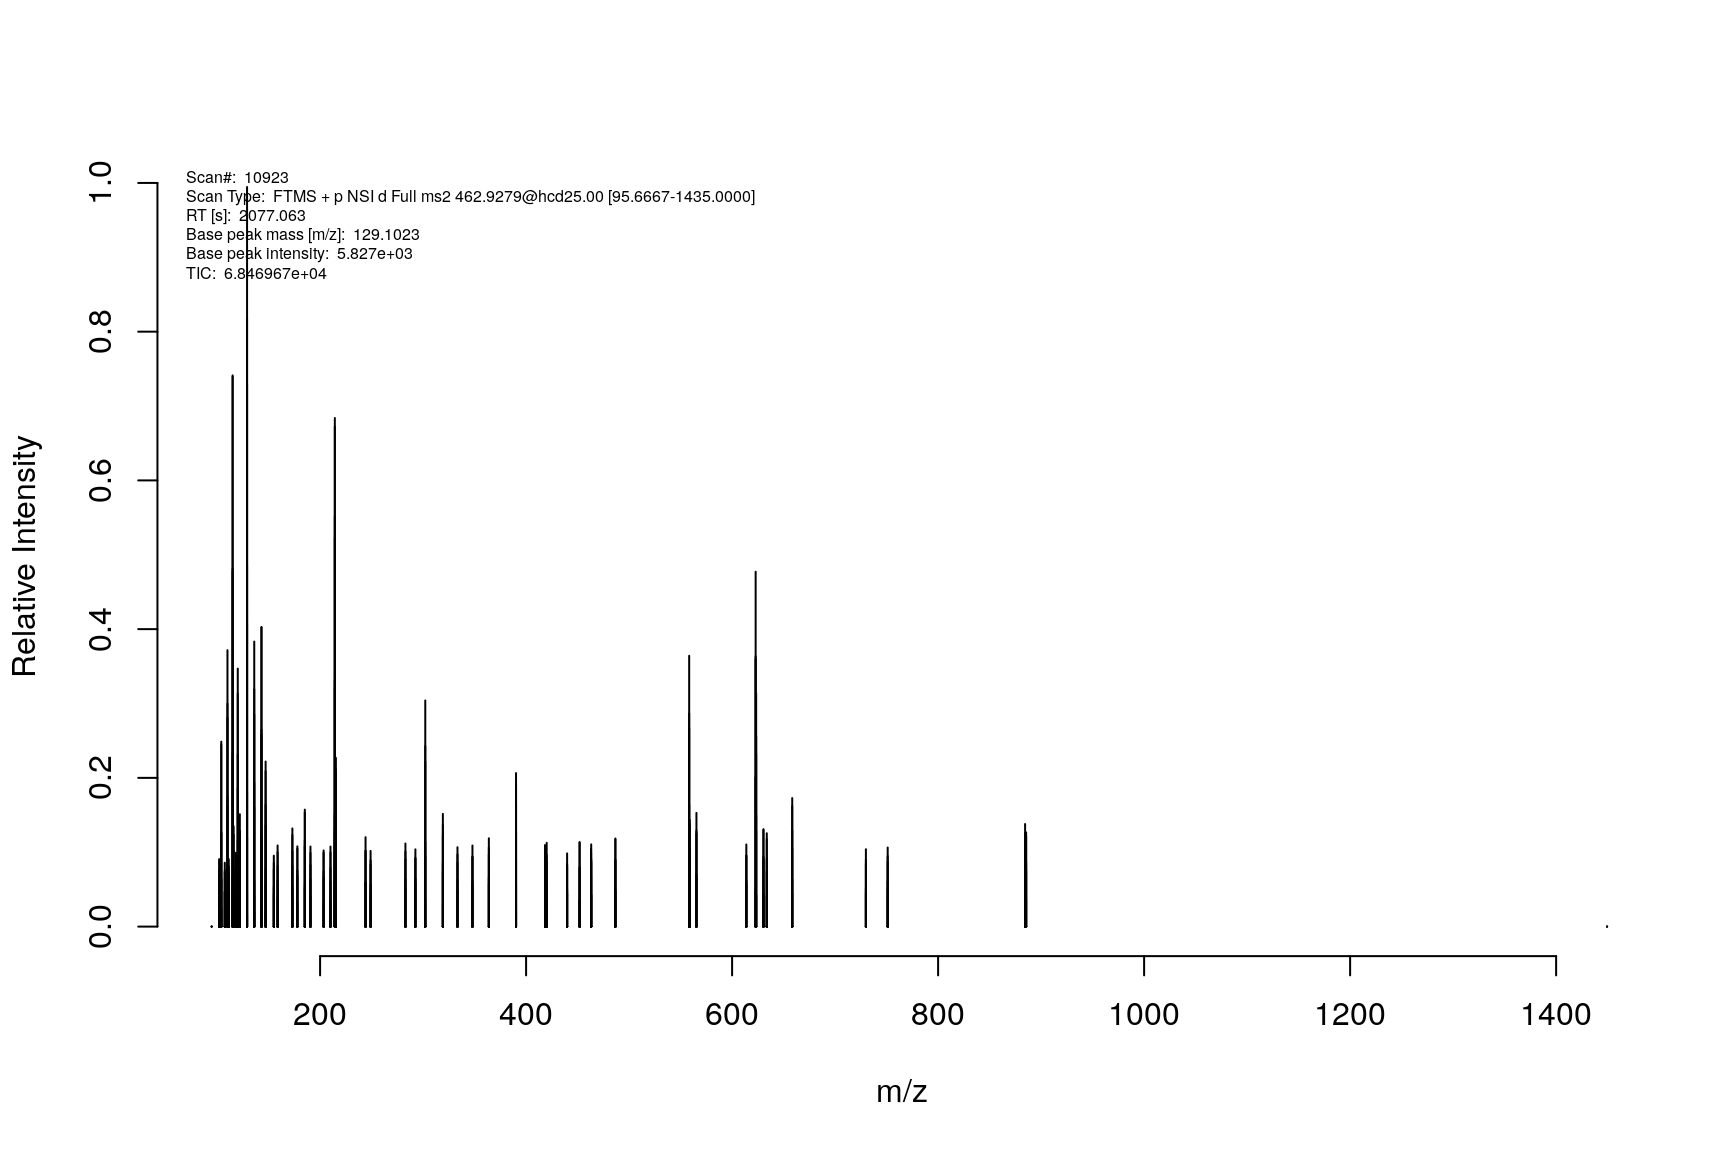 Scan#: 10923
Scan Type: FTMS + p NSI d Full ms2 462.9279@hcd25.00 [95.6667-1435.0000]
RT [s]: 2077.063
Base peak mass [m/z]: 129.1023
Base peak intensity: 5.827e+03
TIC: 6.846967e+04
Relative Intensity
1.0
0.8
0.6
0.4
0.2
0.0
200 400 600 800 1000 1200 1400
m/z